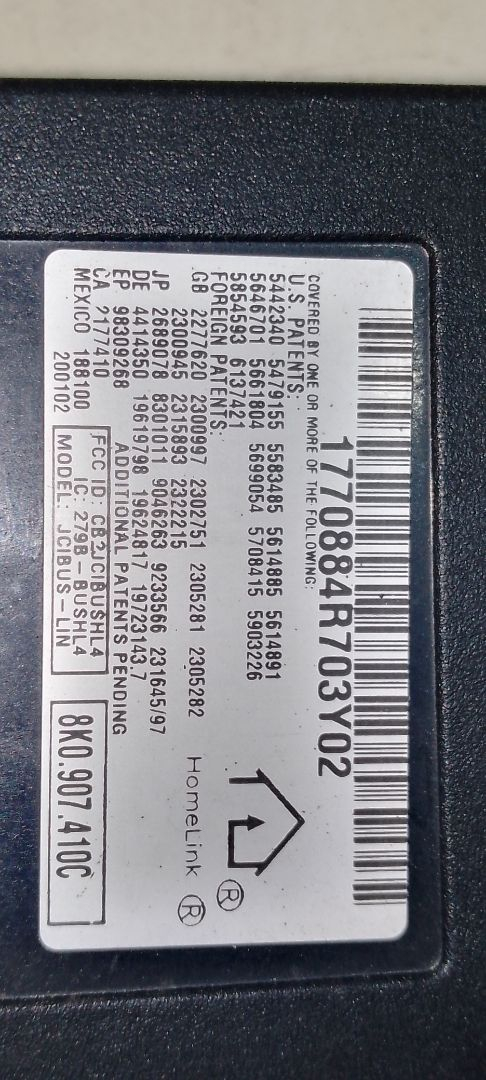 1770884R703Y02
COVERED BY ONE OR MORE OF THE FOLLOWING:
U.S. PATENTS:
5442340 5479155 5583485 5614885 5614891
5646701 5661804 5699054 5708415 5903226
5854593 6137421
FOREIGN PATENTS:
GB 2277620 2300997 2302751 2305281 2305282
2300945 2315893 2322215
JP 2689078 8301011 9046263 9233566 231645/97
DE 4414350 19619798 19624817 19723143.7
EP 98309268 ADDITIONAL PATENTS PENDING
CA 2177410
MEXICO 188100
200102
FCC ID: CB2JCIBUSHL4
IC: 279B-BUSHL4
MODEL: JCIBUS-LIN
8K0.907.410C
®
HomeLink ®